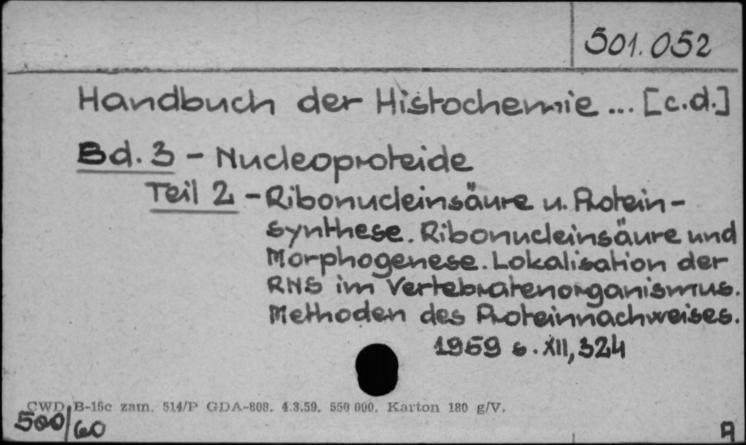 501.052
Handbuch der Histochemie ... [c.d.]
Bd. 3 - Nucleoproteide
Teil 2 - Ribonucleinsäure u. Protein-
synthese. Ribonucleinsäure und
Morphogenese. Lokalisation der
RNS im Vertebratenorganismus.
Methoden des Proteinnachweises.
1959 s. XII, 324
CWD B-16c zam. 514/P GDA-808. 4.3.59. 550 000. Karton 180 g/V.
500/60
A